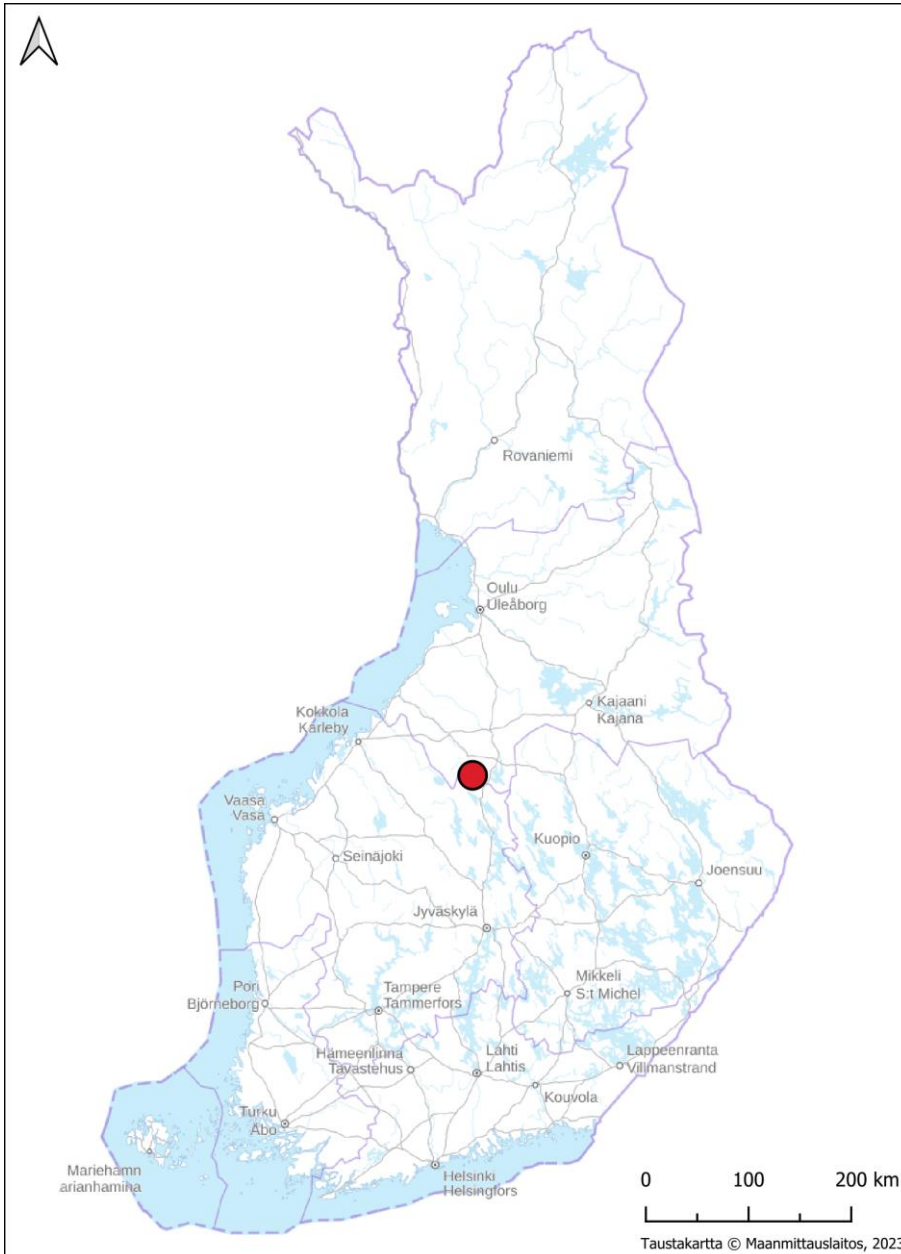 Rovaniemi
Oulu
Uleåborg
Kajaani
Kajana
Kokkola
Karleby
Vaasa
Vasa
Seinäjoki
Kuopio
Joensuu
Jyväskylä
Mikkeli
S:t Michel
Pori
Björneborg
Tampere
Tammerfors
Hämeenlinna
Tavastehus
Lahti
Lahtis
Lappeenranta
Villmanstrand
Kouvola
Turku
Åbo
Mariehamn
arianhamina
Helsinki
Helsingfors
0 100 200 km
Taustakartta © Maanmittauslaitos, 2023